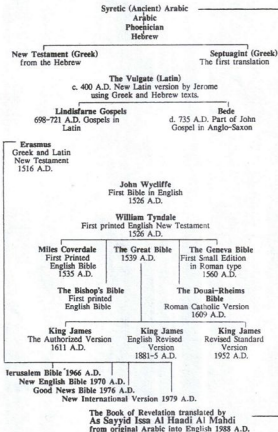 Syretic (Ancient) Arabic
Arabic
Phoenician
Hebrew
New Testament (Greek)
from the Hebrew
Septuagint (Greek)
The first translation
The Vulgate (Latin)
c. 400 A.D. New Latin version by Jerome
using Greek and Hebrew texts.
Lindisfarne Gospels
698-721 A.D. Gospels in
Latin
Bede
d. 735 A.D. Part of John
Gospel in Anglo-Saxon
Erasmus
Greek and Latin
New Testament
1516 A.D.
John Wycliffe
First Bible in English
1526 A.D.
William Tyndale
First printed English New Testament
1526 A.D.
Miles Coverdale
First Printed
English Bible
1535 A.D.
The Great Bible
1539 A.D.
The Geneva Bible
First Small Edition
in Roman type
1560 A.D.
The Bishop's Bible
First printed
English Bible
The Douai-Rheims
Bible
Roman Catholic Version
1609 A.D.
King James
The Authorized Version
1611 A.D.
King James
English Revised
Version
1881-5 A.D.
King James
Revised Standard
Version
1952 A.D.
Jerusalem Bible 1966 A.D.
New English Bible 1970 A.D.
Good News Bible 1976 A.D.
New International Version 1979 A.D.
The Book of Revelation translated by
As Sayyid Issa Al Haadi Al Mahdi
from original Arabic into English 1988 A.D.